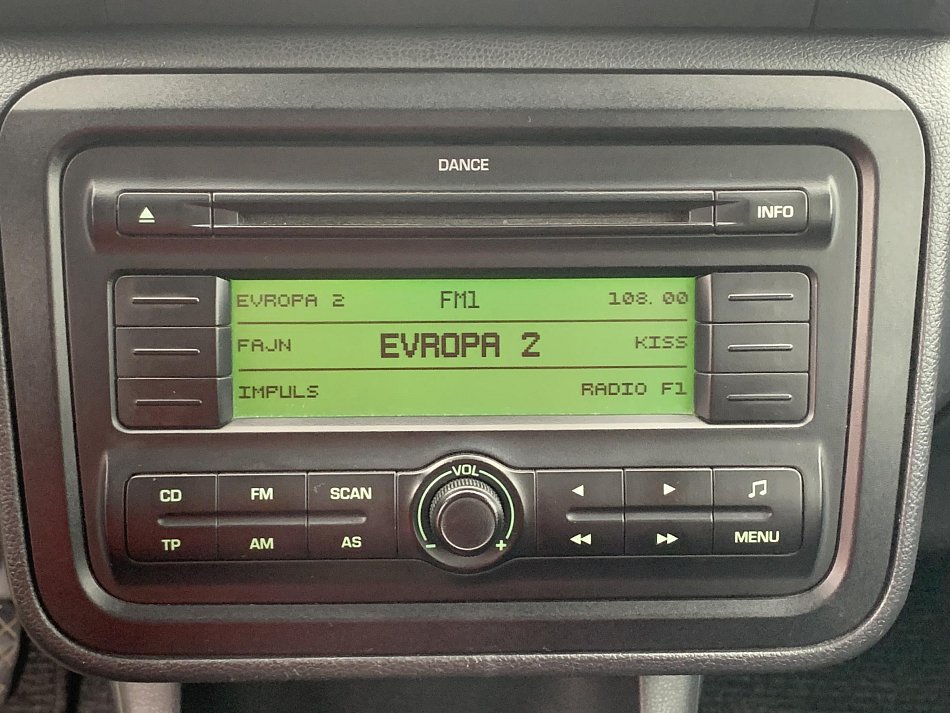 DANCE
INFO
EVROPA 2 FM1 108.00
FAJN EVROPA 2 KISS
IMPULS RADIO F1
VOL
CD FM SCAN
TP AM AS - + MENU